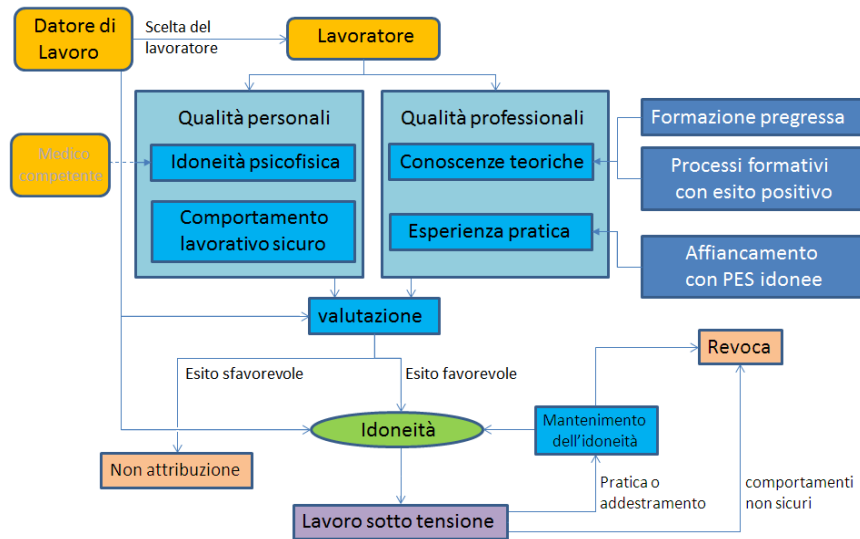 Datore di
Lavoro
Scelta del
lavoratore
Lavoratore
Qualità personali
Qualità professionali
Formazione pregressa
Medico
competente
Idoneità psicofisica
Conoscenze teoriche
Processi formativi
con esito positivo
Comportamento
lavorativo sicuro
Esperienza pratica
Affiancamento
con PES idonee
valutazione
Revoca
Esito sfavorevole
Esito favorevole
Idoneità
Mantenimento
dell'idoneità
Non attribuzione
Pratica o
addestramento
comportamenti
non sicuri
Lavoro sotto tensione